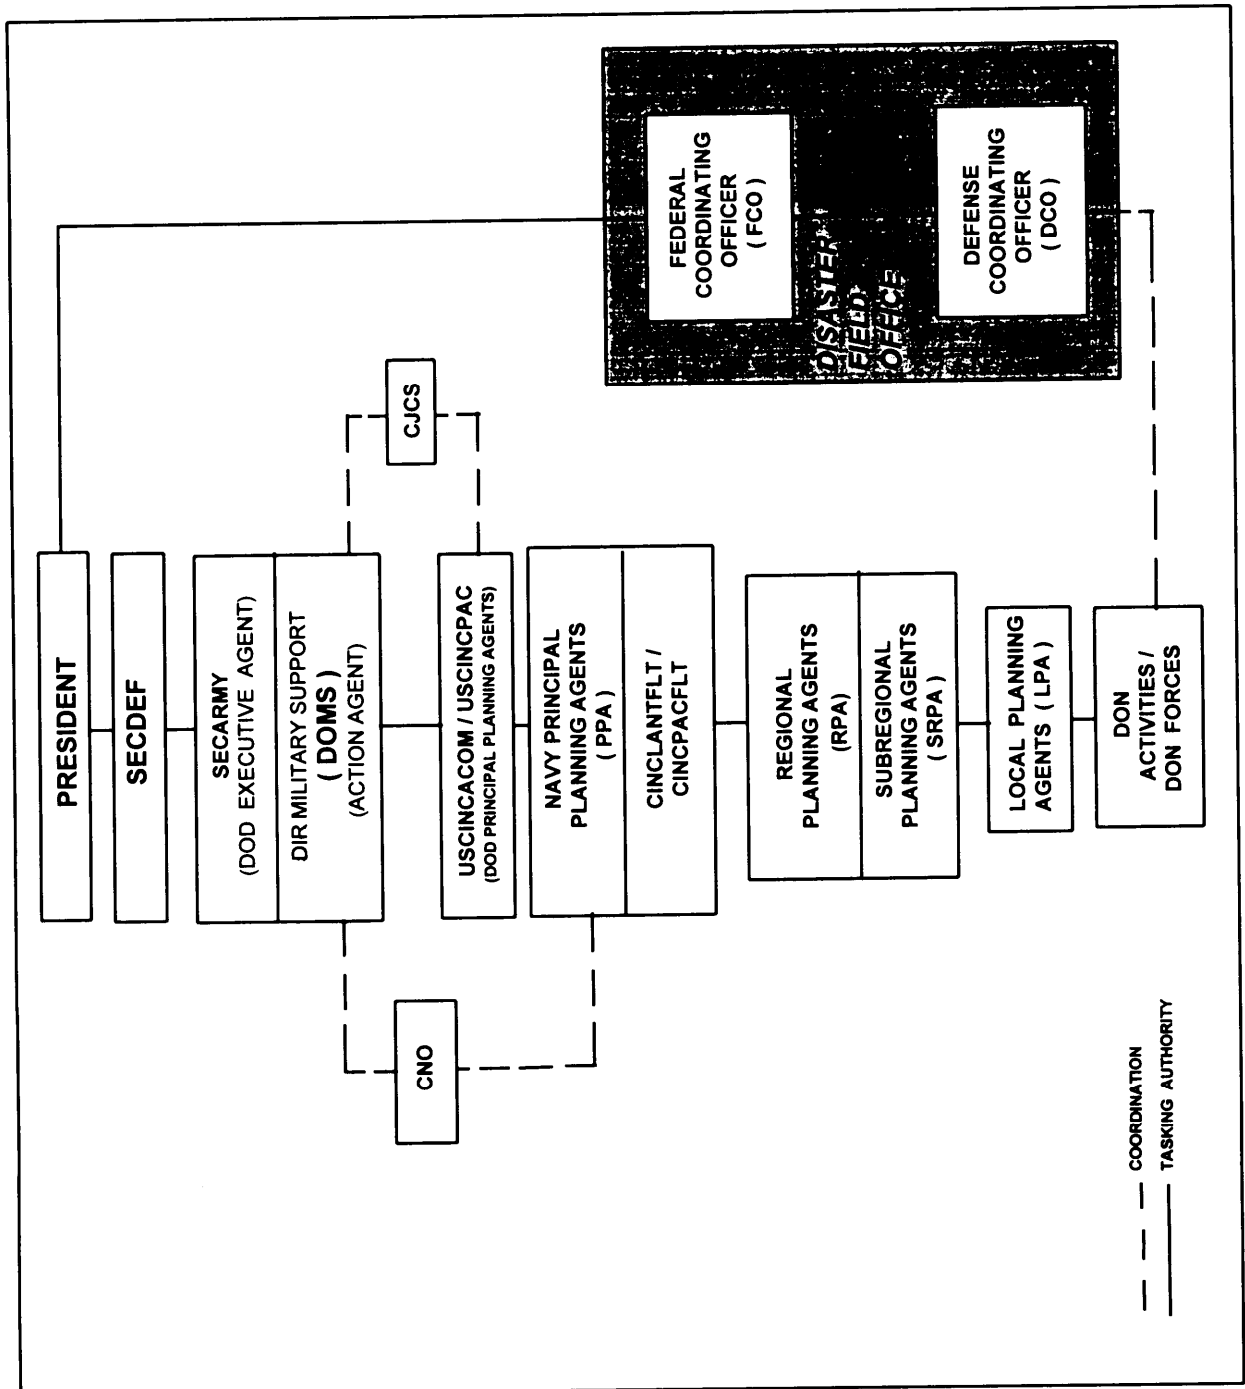 PRESIDENT
SECDEF
SECARMY
(DOD EXECUTIVE AGENT)
DIR MILITARY SUPPORT
( DOMS )
(ACTION AGENT)
CJCS
CNO
USCINCACOM / USCINCPAC
(DOD PRINCIPAL PLANNING AGENTS)
NAVY PRINCIPAL
PLANNING AGENTS
( PPA )
CINCLANTFLT /
CINCPACFLT
REGIONAL
PLANNING AGENTS
(RPA)
SUBREGIONAL
PLANNING AGENTS
( SRPA )
LOCAL PLANNING
AGENTS ( LPA )
DON
ACTIVITIES /
DON FORCES
FEDERAL
COORDINATING
OFFICER
( FCO )
DISASTER
FIELD
OFFICE
DEFENSE
COORDINATING
OFFICER
( DCO )
COORDINATION
TASKING AUTHORITY